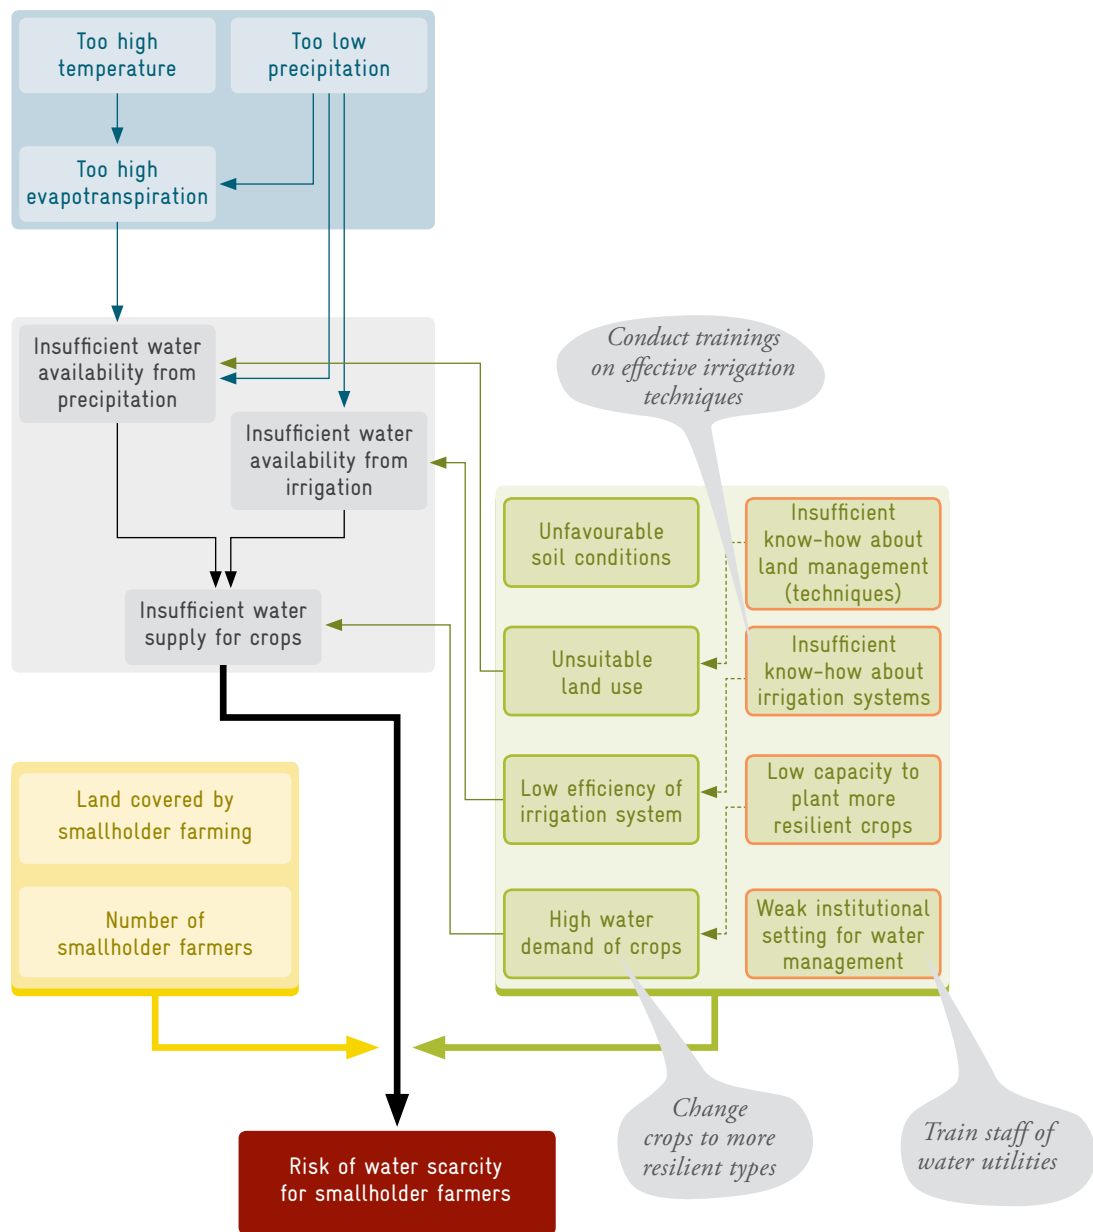 Too high
temperature
Too low
precipitation
Too high
evapotranspiration
Insufficient water
availability from
precipitation
Insufficient water
availability from
irrigation
Insufficient water
supply for crops
Conduct trainings
on effective irrigation
techniques
Unfavourable
soil conditions
Insufficient
know-how about
land management
(techniques)
Unsuitable
land use
Insufficient
know-how about
irrigation systems
Low efficiency of
irrigation system
Low capacity to
plant more
resilient crops
High water
demand of crops
Weak institutional
setting for water
management
Land covered by
smallholder farming
Number of
smallholder farmers
Change
crops to more
resilient types
Train staff of
water utilities
Risk of water scarcity
for smallholder farmers